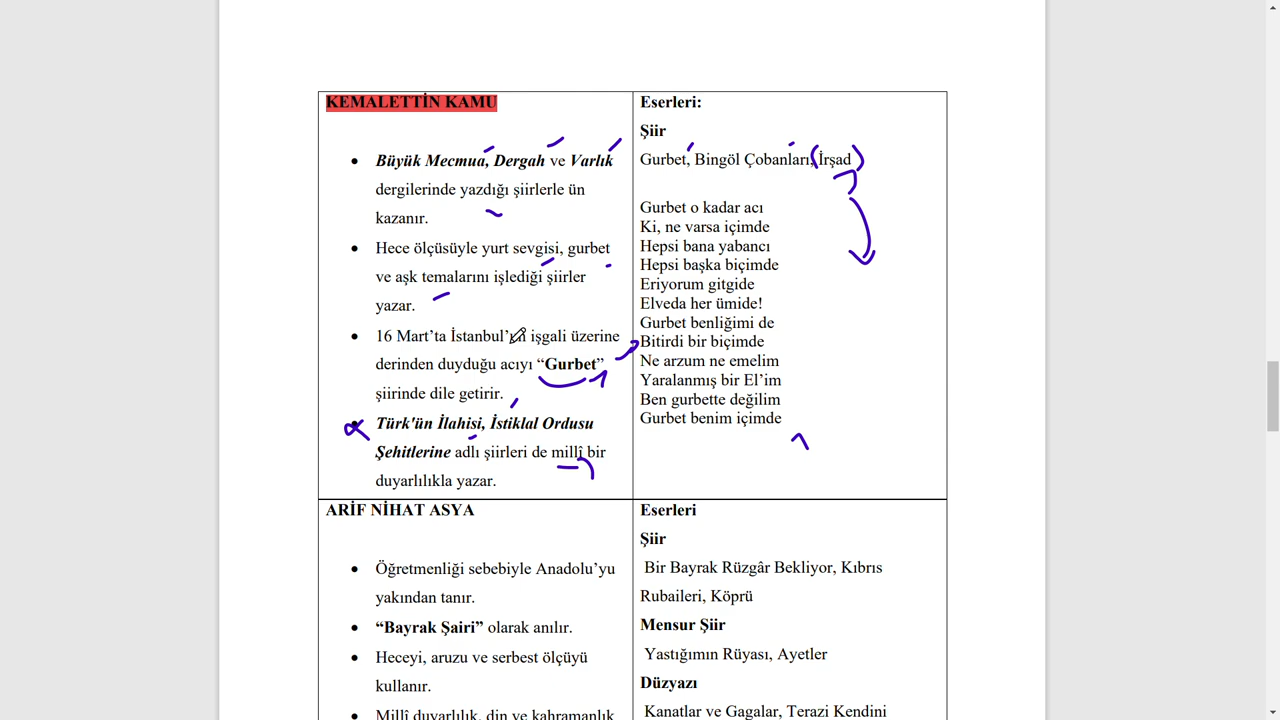 KEMALETTİN KAMU
Büyük Mecmua, Dergah ve Varlık
dergilerinde yazdığı şiirlerle ün
kazanır.
Hece ölçüsüyle yurt sevgisi, gurbet
ve aşk temalarını işlediği şiirler
yazar.
16 Mart’ta İstanbul’un işgali üzerine
derinden duyduğu acıyı “Gurbet”
şiirinde dile getirir.
Türk'ün İlahisi, İstiklal Ordusu
Şehitlerine adlı şiirleri de millî bir
duyarlılıkla yazar.
Eserleri:
Şiir
Gurbet, Bingöl Çobanları, İrşad
Gurbet o kadar acı
Ki, ne varsa içimde
Hepsi bana yabancı
Hepsi başka biçimde
Eriyorum gitgide
Elveda her ümide!
Gurbet benliğimi de
Bitirdi bir biçimde
Ne arzum ne emelim
Yaralanmış bir El’im
Ben gurbette değilim
Gurbet benim içimde
ARİF NİHAT ASYA
Öğretmenliği sebebiyle Anadolu’yu
yakından tanır.
“Bayrak Şairi” olarak anılır.
Heceyi, aruzu ve serbest ölçüyü
kullanır.
Millî duyarlılık, din ve kahramanlık
Eserleri
Şiir
Bir Bayrak Rüzgâr Bekliyor, Kıbrıs
Rubaileri, Köprü
Mensur Şiir
Yastığımın Rüyası, Ayetler
Düzyazı
Kanatlar ve Gagalar, Terazi Kendini